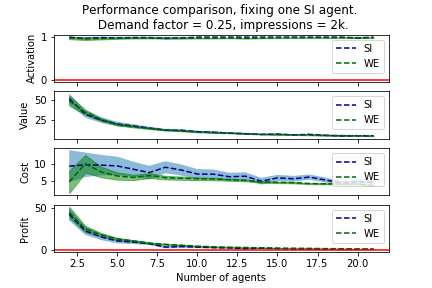 Performance comparison, fixing one SI agent.
Demand factor = 0.25, impressions = 2k.
Activation
1
0
SI
WE
Value
50
25
SI
WE
Cost
10
5
SI
WE
Profit
50
0
SI
WE
2.5 5.0 7.5 10.0 12.5 15.0 17.5 20.0
Number of agents